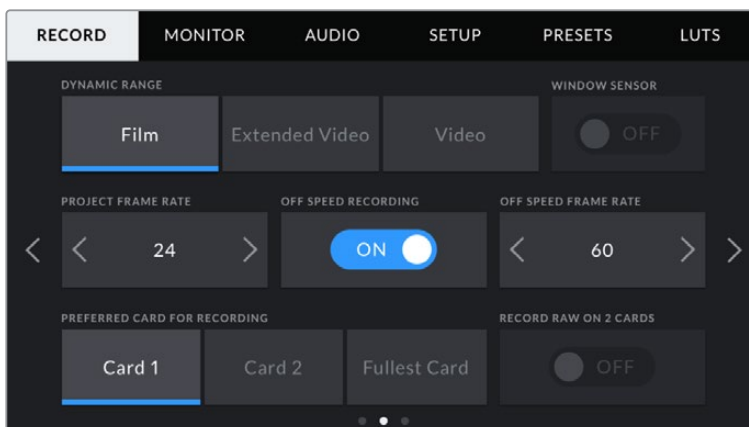 RECORD MONITOR AUDIO SETUP PRESETS LUTS
DYNAMIC RANGE WINDOW SENSOR
Film Extended Video Video OFF
PROJECT FRAME RATE OFF SPEED RECORDING OFF SPEED FRAME RATE
24 ON 60
PREFERRED CARD FOR RECORDING RECORD RAW ON 2 CARDS
Card 1 Card 2 Fullest Card OFF